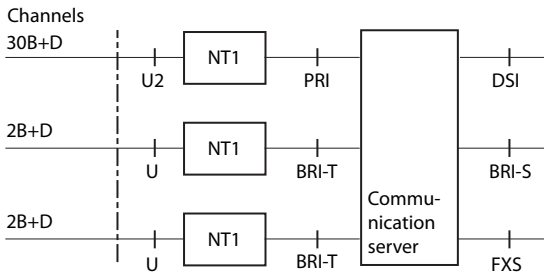 Channels
30B+D
NT1
U2
PRI
DSI
2B+D
NT1
U
BRI-T
BRI-S
Commu-
nication
server
2B+D
NT1
U
BRI-T
FXS